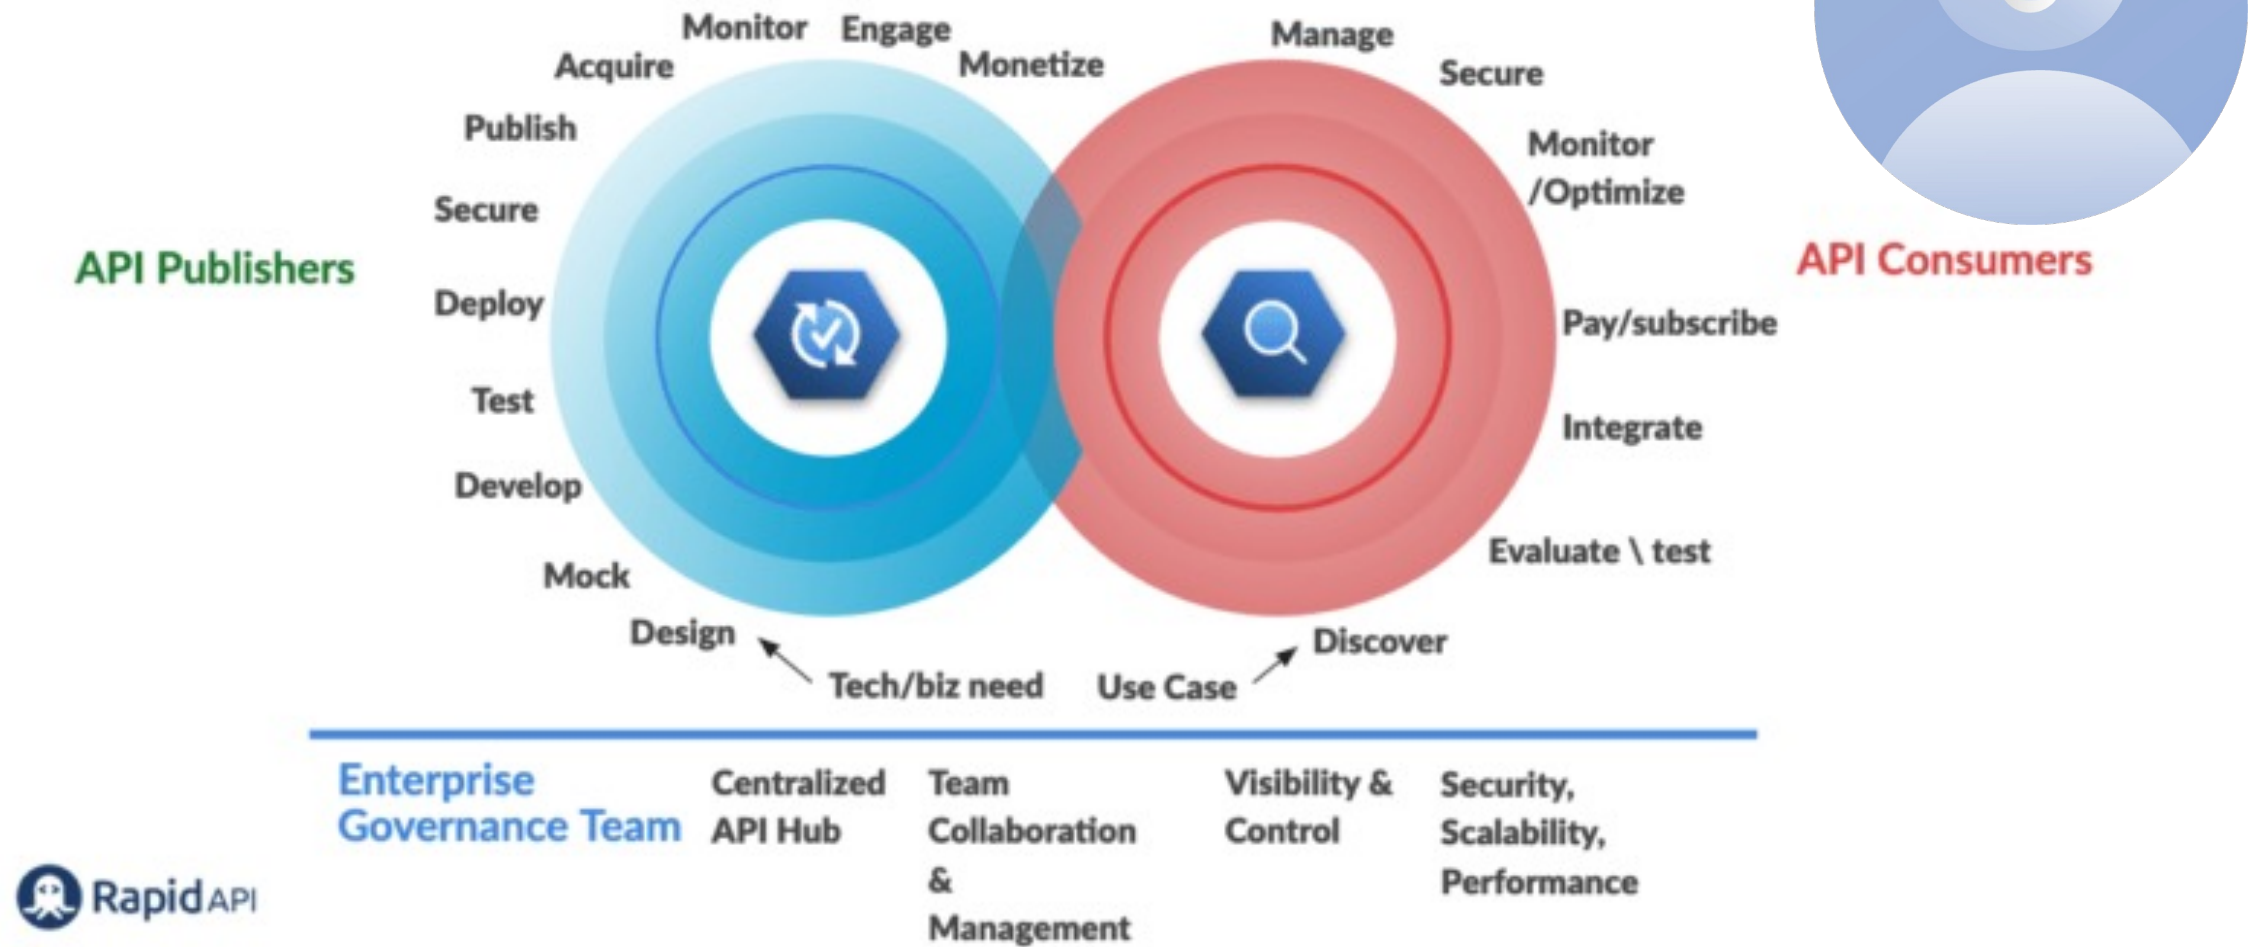 Monitor
Engage
Acquire
Monetize
Publish
Secure
Deploy
Test
Develop
Mock
Design
Tech/biz need
API Publishers
Manage
Secure
Monitor
/Optimize
Pay/subscribe
Integrate
Evaluate \ test
Discover
Use Case
API Consumers
Enterprise
Governance Team
Centralized
API Hub
Team
Collaboration
&
Management
Visibility &
Control
Security,
Scalability,
Performance
Rapid API